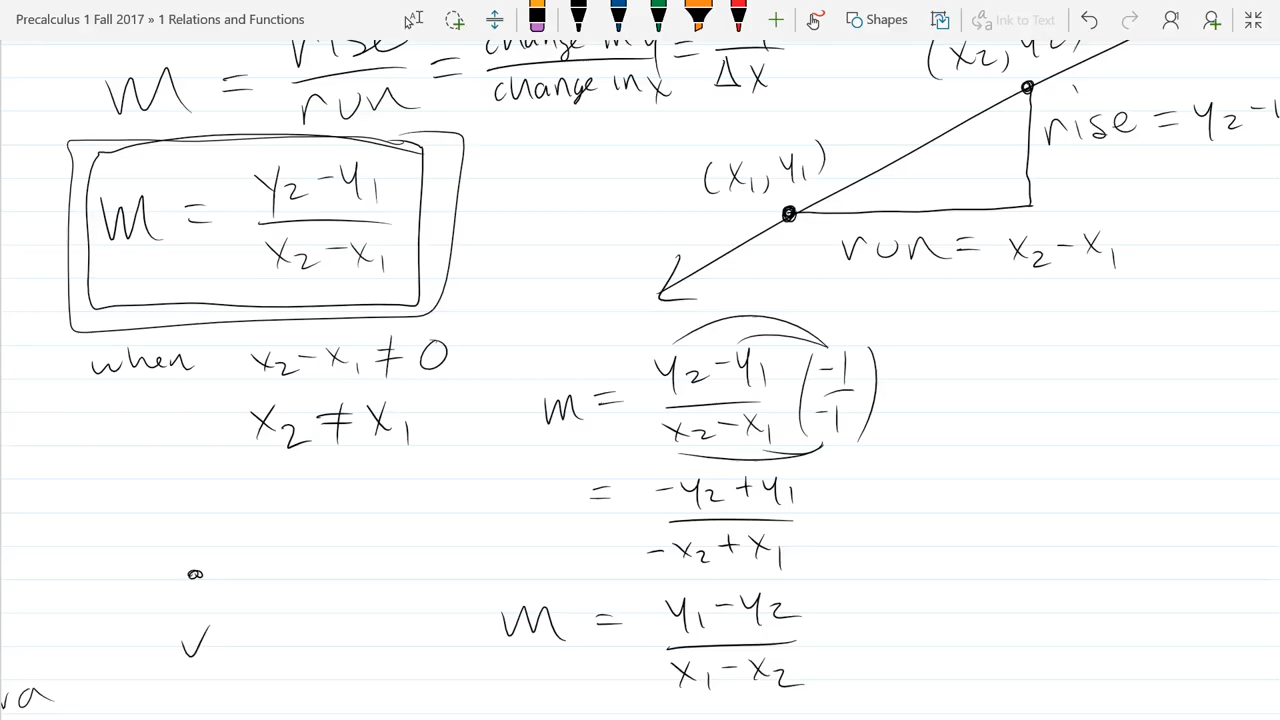 Precalculus 1 Fall 2017 » 1 Relations and Functions
Shapes
Ink to Text
m = rise/run = change in y/change in x = /Δx
(x₂, y₂)
rise = y₂ -
(x₁, y₁)
m = (y₂ - y₁)/(x₂ - x₁)
run = x₂ - x₁
when x₂ - x₁ ≠ 0
x₂ ≠ x₁
m = (y₂ - y₁)/(x₂ - x₁) (-1/-1)
= (-y₂ + y₁)/(-x₂ + x₁)
m = (y₁ - y₂)/(x₁ - x₂)